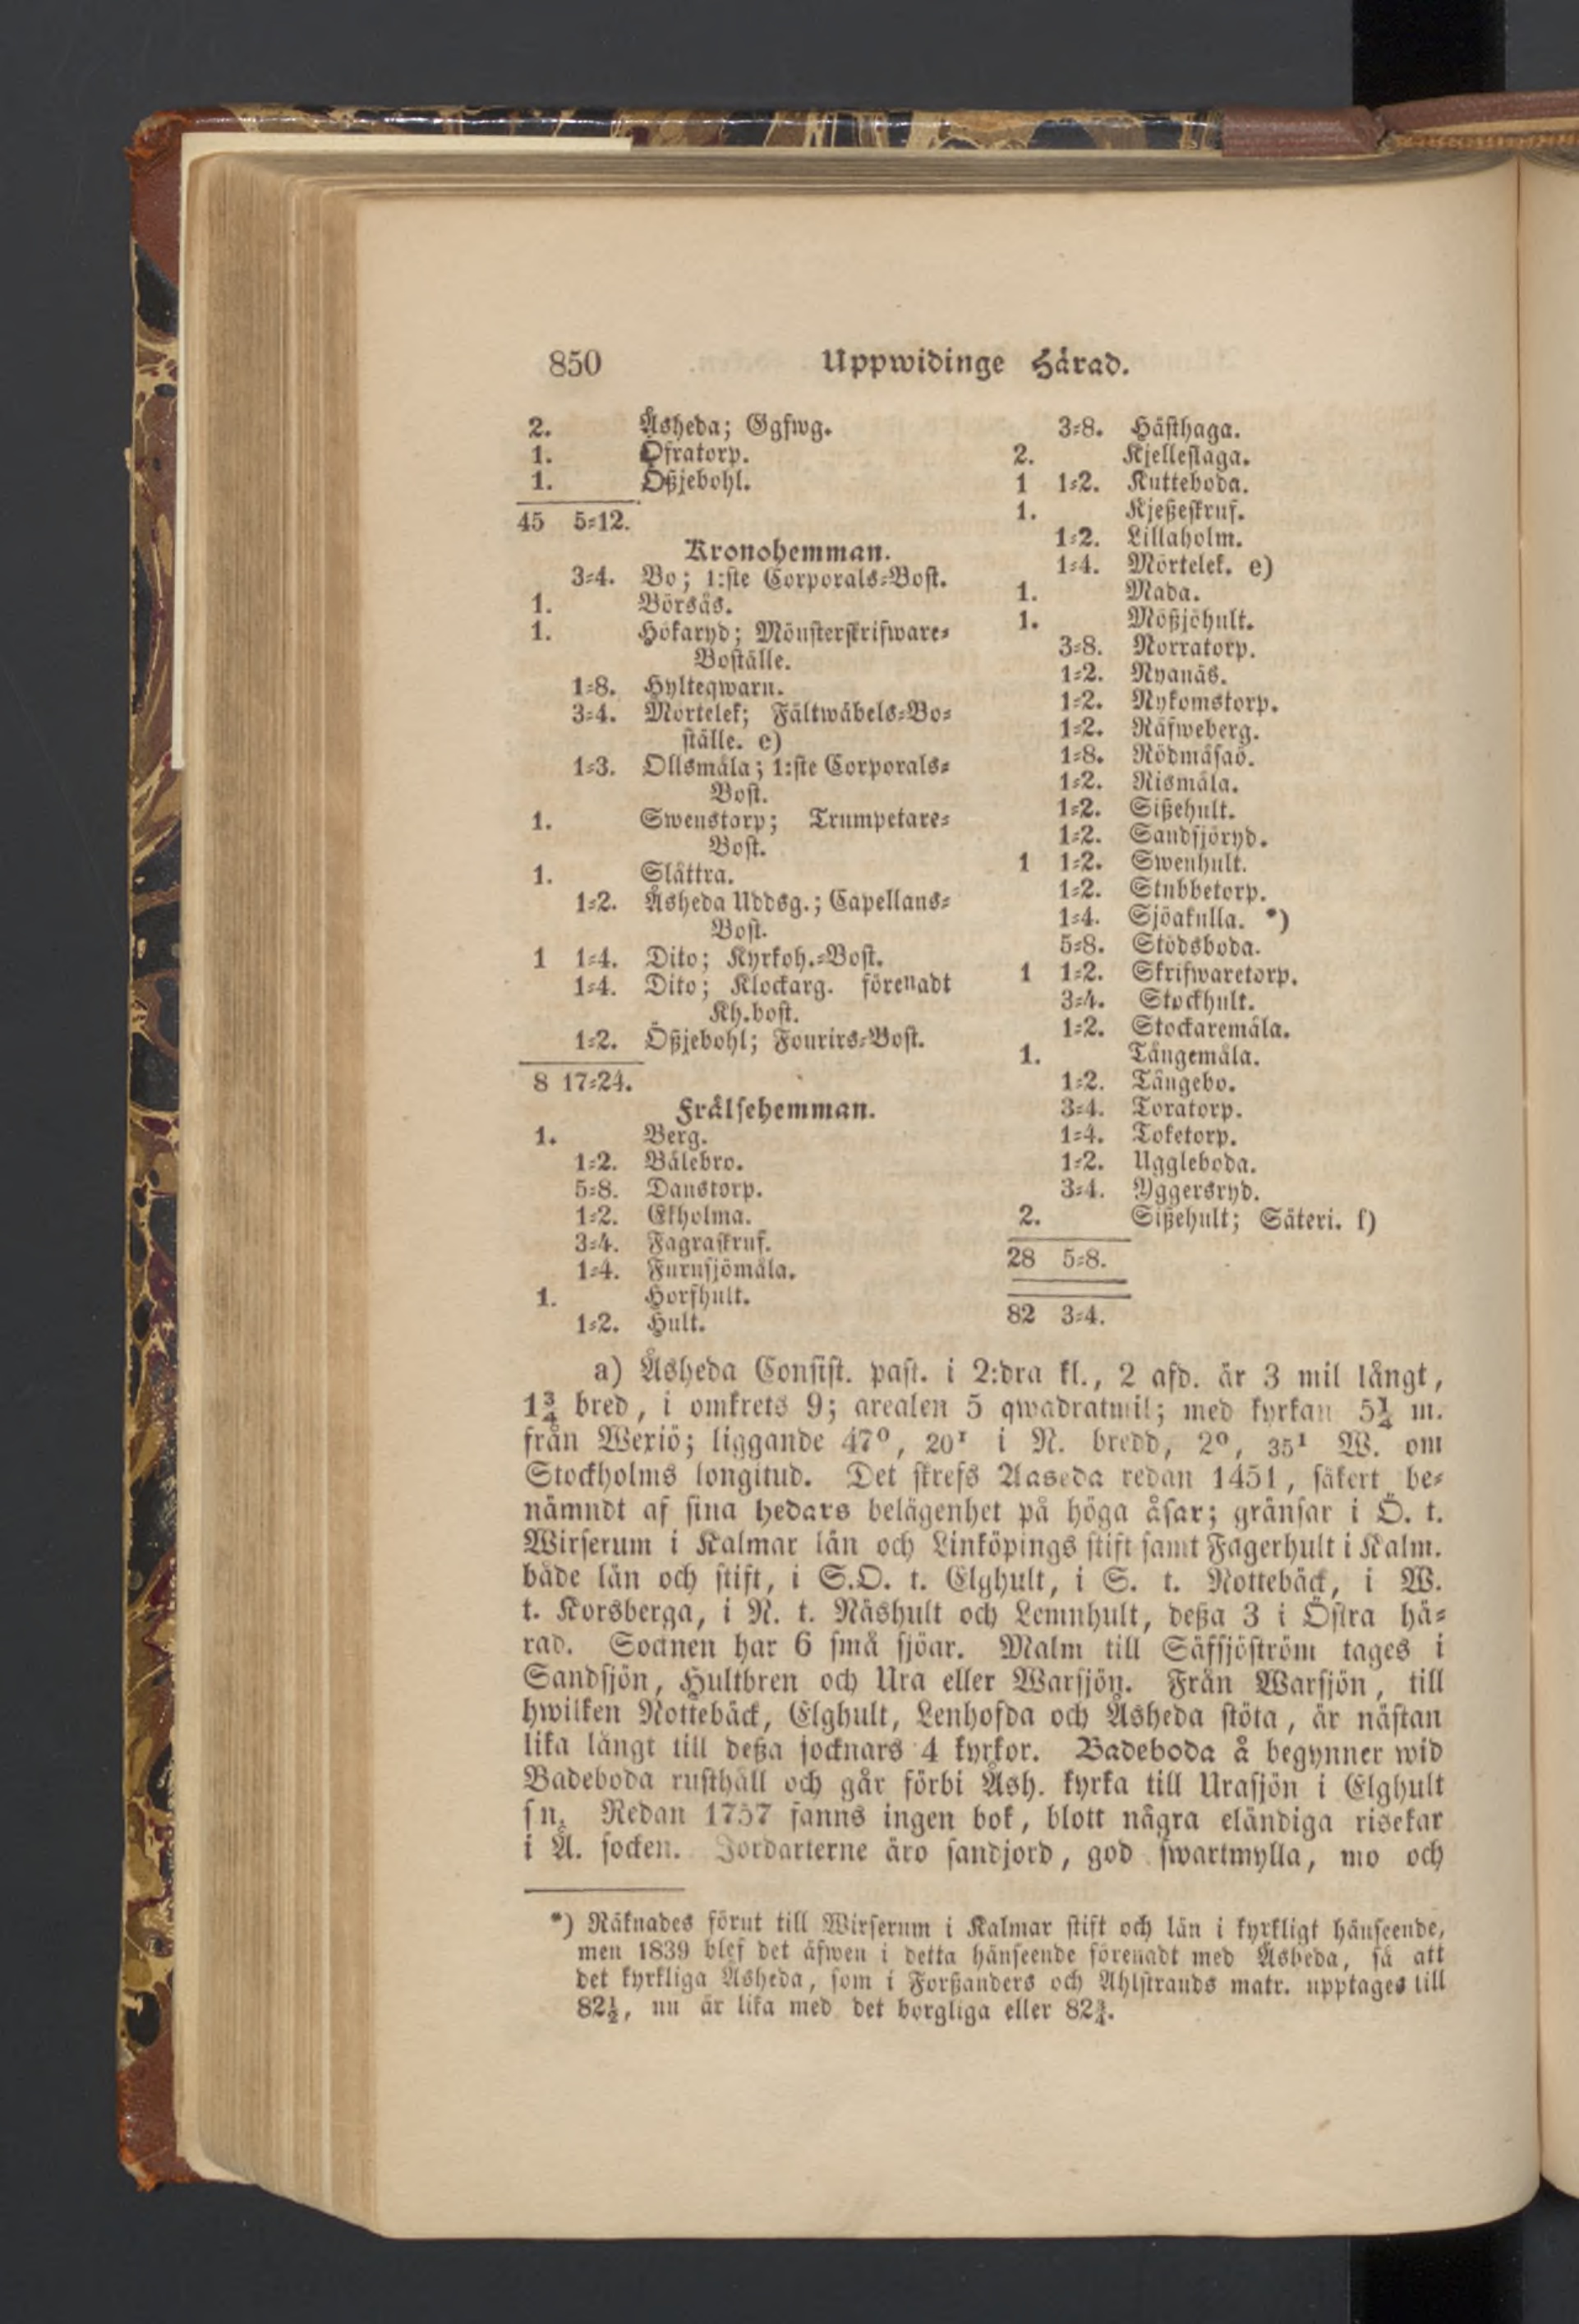 850 Uppwidinge Härad.
2. Åsheda; Ggfwg.
1. Öfratorp.
1. Ößjebohl.
45 5-12.
Kronohemman.
3-4. Bo; 1:ste Corporals-Bost.
1. Börsås.
1. Hökaryd; Mönsterskrifware-
Boställe.
1-8. Hylteqwarn.
3-4. Mörtelek; Fältwäbels-Bo-
ställe. e)
1-3. Ollsmåla; 1:ste Corporals-
Bost.
1. Swenstorp; Trumpetare-
Bost.
1. Slättra.
1-2. Åsheda Uddsg.; Capellans-
Bost.
1 1-4. Dito; Kyrkoh.-Bost.
1-4. Dito; Klockarg. förenadt
Kh.bost.
1-2. Ößjebohl; Fourirs-Bost.
8 17-24.
Frälsehemman.
1. Berg.
1-2. Bålebro.
5-8. Danstorp.
1-2. Ekholma.
3-4. Fagraskruf.
1-4. Furusjömåla.
1. Horfhult.
1-2. Hult.
3-8. Hästhaga.
2. Kjelleslaga.
1 1-2. Kutteboda.
1. Kjeßeskruf.
1-2. Lillaholm.
1-4. Mörtelek. e)
1. Mada.
1. Mößjöhult.
3-8. Norratorp.
1-2. Nyanäs.
1-2. Nykomstorp.
1-2. Räfweberg.
1-8. Rödmåsaö.
1-2. Rismåla.
1-2. Sißehult.
1-2. Sandsjöryd.
1 1-2. Swenhult.
1-2. Stubbetorp.
1-4. Sjöakulla. *)
5-8. Stödsboda.
1 1-2. Skrifwaretorp.
3-4. Stockhult.
1-2. Stockaremåla.
1. Tångemåla.
1-2. Tångebo.
3-4. Toratorp.
1-4. Toketorp.
1-2. Uggleboda.
3-4. Yggersryd.
2. Sißehult; Säteri. f)
28 5-8.
82 3-4.
a) Åsheda Consist. past. i 2:dra kl., 2 afd. är 3 mil långt,
1¾ bred, i omkrets 9; arealen 5 qwadratmil; med kyrkan 5¼ m.
från Wexiö; liggande 47°, 20¹ i N. bredd, 2°, 35¹ W. om
Stockholms longitud. Det skrefs Aaseda redan 1451, säkert be-
nämndt af sina hedars belägenhet på höga åsar; gränsar i Ö. t.
Wirserum i Kalmar län och Linköpings stift samt Fagerhult i Kalm.
både län och stift, i S.O. t. Elghult, i S. t. Nottebäck, i W.
t. Korsberga, i N. t. Näshult och Lemnhult, deßa 3 i Östra hä-
rad. Socknen har 6 små sjöar. Malm till Säfsjöström tages i
Sandsjön, Hultbren och Ura eller Warsjön. Från Warsjön, till
hwilken Nottebäck, Elghult, Lenhofda och Åsheda stöta, är nästan
lika långt till deßa socknars 4 kyrkor. Badeboda å begynner wid
Badeboda rusthåll och går förbi Åsh. kyrka till Urasjön i Elghult
sn. Redan 1757 fanns ingen bok, blott några eländiga risekar
i Å. socken. Jordarterne äro sandjord, god swartmylla, mo och
*) Räknades förut till Wirserum i Kalmar stift och län i kyrkligt hänseende,
men 1839 blef det äfwen i detta hänseende förenadt med Åsheda, så att
det kyrkliga Åsheda, som i Forßanders och Ahlstrands matr. upptages till
82½, nu är lika med det borgliga eller 82¾.